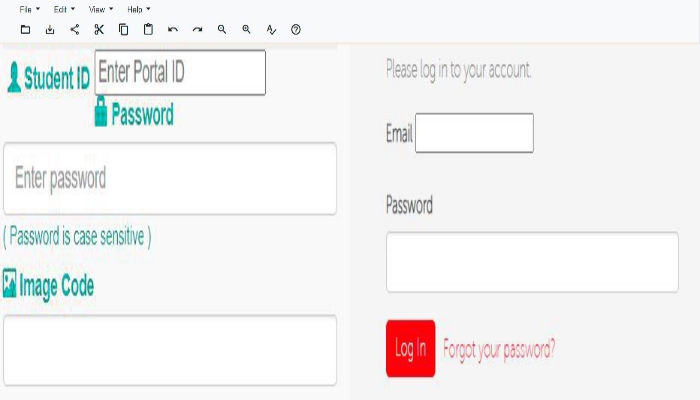 File Edit View Help
Student ID Enter Portal ID
Password
Enter password
( Password is case sensitive )
Image Code
Please log in to your account.
Email
Password
Log In Forgot your password?